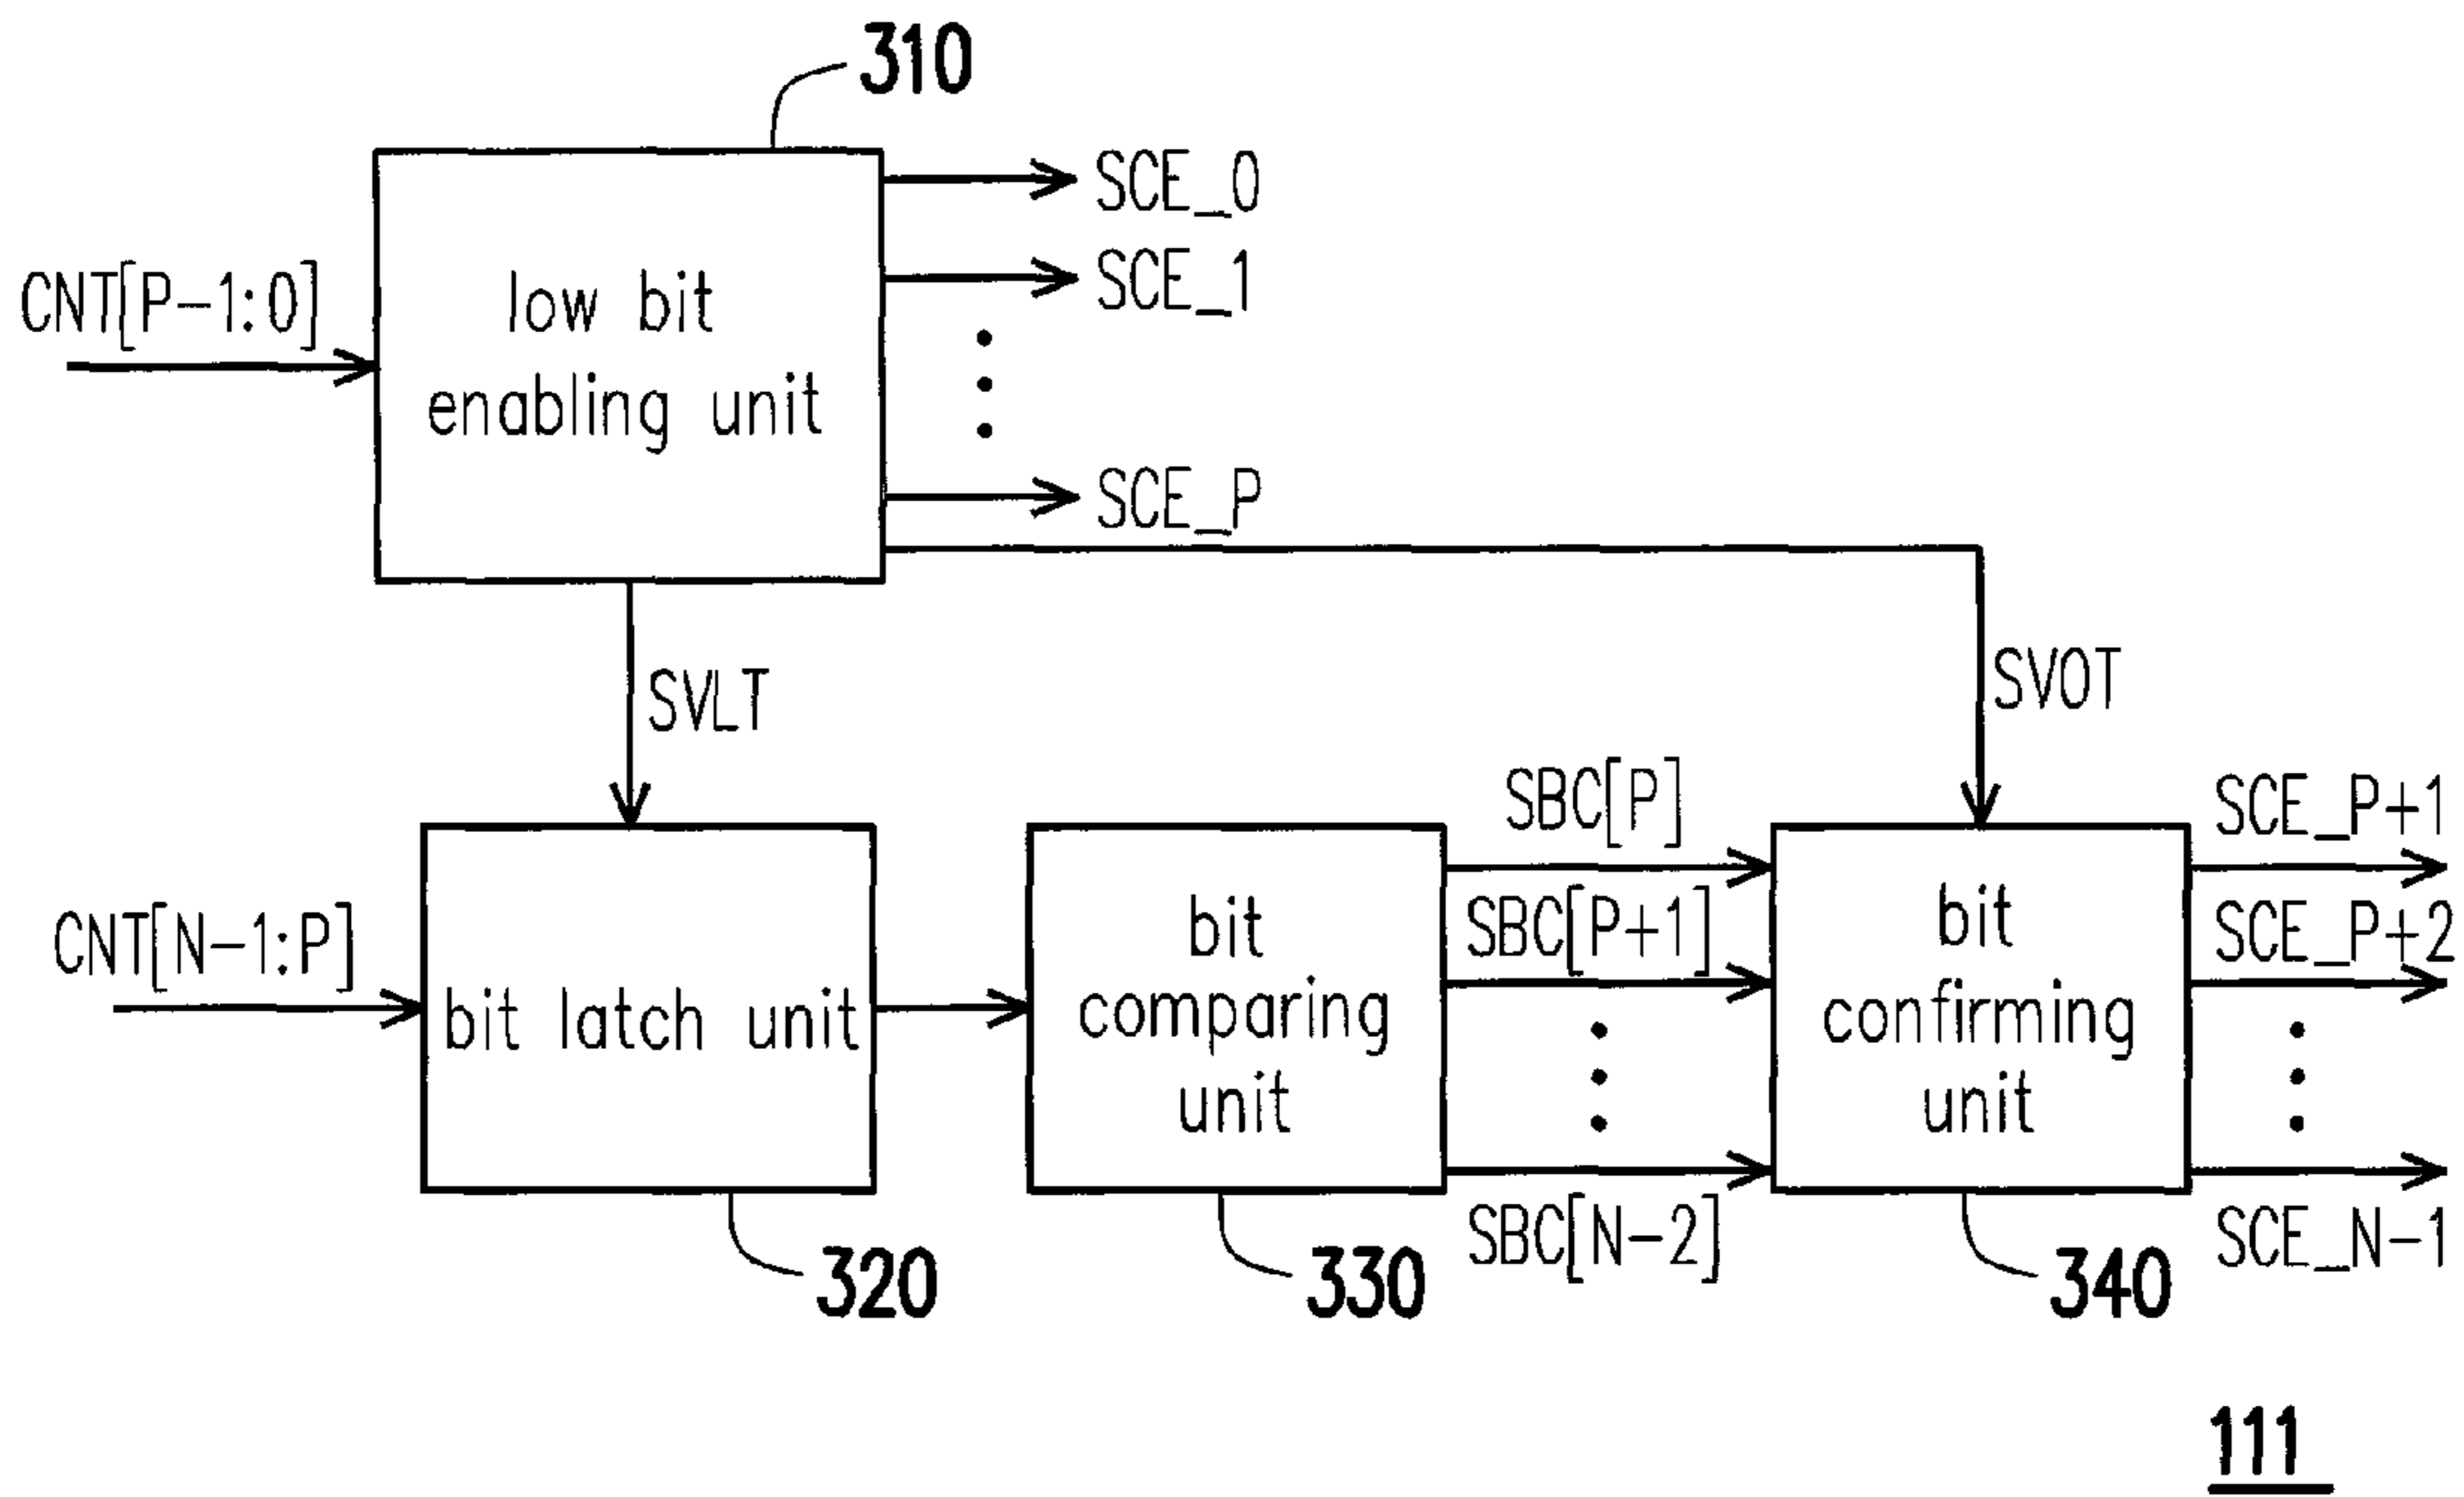 310
SCE_0
CNT[P-1:0]
low bit
enabling unit
SCE_1
SCE_P
SVLT
SVOT
CNT[N-1:P]
bit latch unit
bit
comparing
unit
SBC[P]
SBC[P+1]
SBC[N-2]
bit
confirming
unit
SCE_P+1
SCE_P+2
SCE_N-1
320
330
340
111